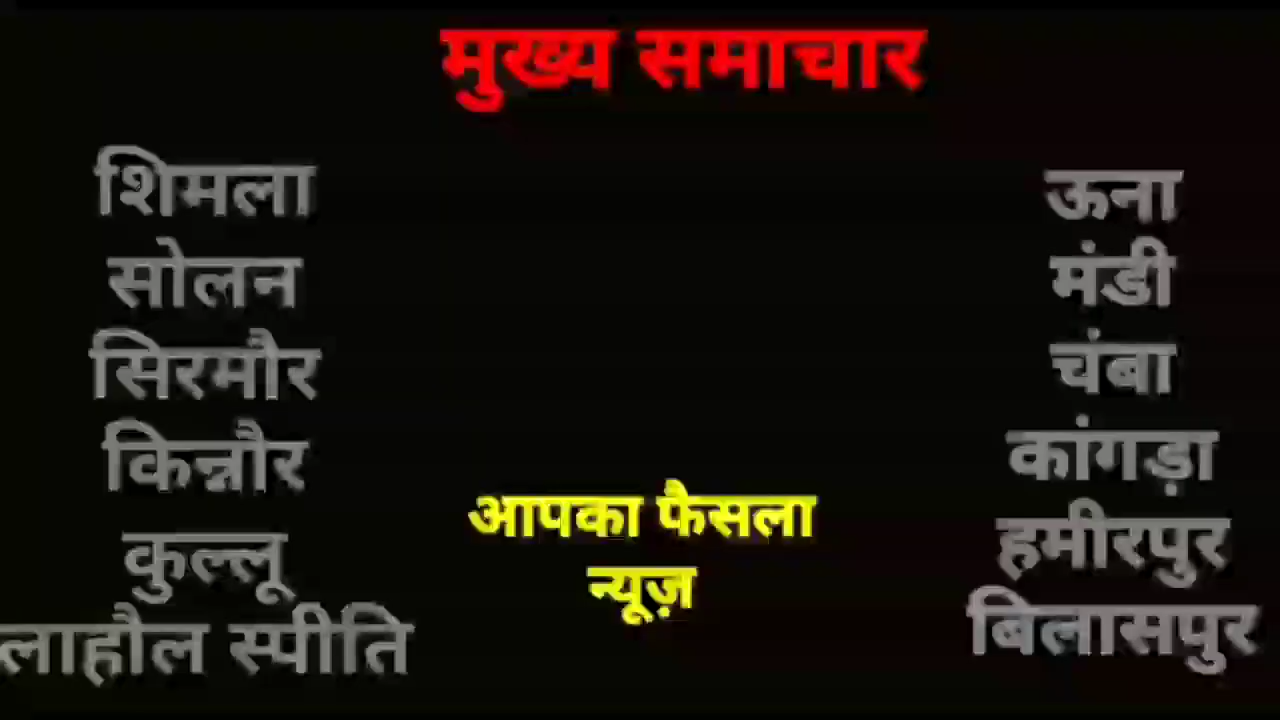 मुख्य समाचार
शिमला
सोलन
सिरमौर
किन्नौर
कुल्लू
लाहौल स्पीति
आपका फैसला
न्यूज़
ऊना
मंडी
चंबा
कांगड़ा
हमीरपुर
बिलासपुर